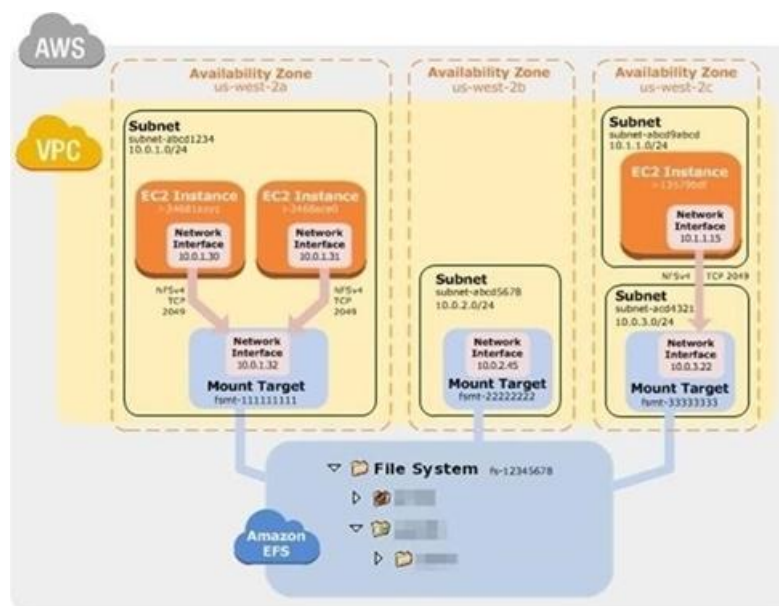 AWS
Availability Zone
us-west-2a
Availability Zone
us-west-2b
Availability Zone
us-west-2c
VPC
Subnet
subnet-abcd1234
10.0.1.0/24
EC2 Instance
Network
Interface
10.0.1.30
EC2 Instance
Network
Interface
10.0.1.31
NFSv4
TCP
2049
NFSv4
TCP
2049
Network
Interface
10.0.1.32
Mount Target
fsmt-111111111
Subnet
subnet-abcd5678
10.0.2.0/24
Network
Interface
10.0.2.45
Mount Target
fsmt-22222222
Subnet
subnet-abcd9abcd
10.1.1.0/24
EC2 Instance
Network
Interface
10.1.1.15
NFSv4 TCP 2049
Subnet
subnet-acd4321
10.0.3.0/24
Network
Interface
10.0.3.22
Mount Target
fsmt-33333333
File System fs-12345678
Amazon
EFS